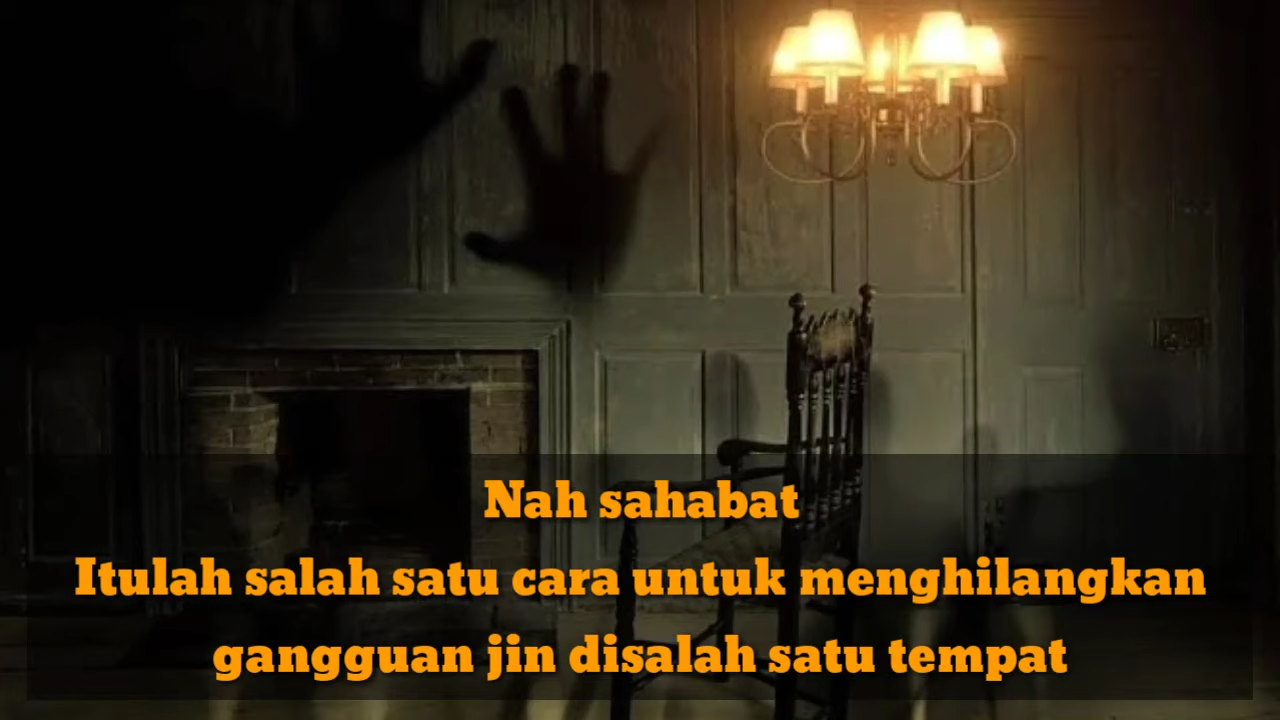 Nah sahabat
Itulah salah satu cara untuk menghilangkan
gangguan jin disalah satu tempat